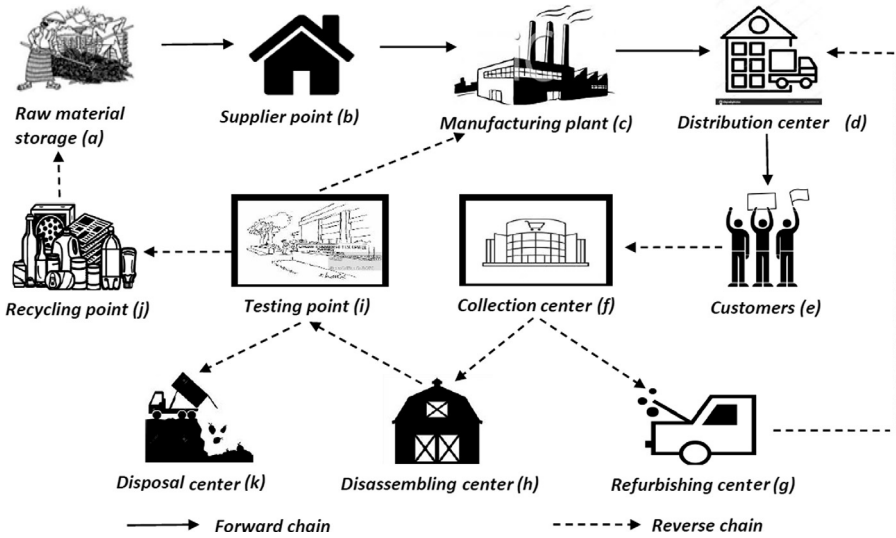 Raw material
storage (a)
Supplier point (b)
Manufacturing plant (c)
Distribution center (d)
Recycling point (j)
Testing point (i)
Collection center (f)
Customers (e)
Disposal center (k)
Disassembling center (h)
Refurbishing center (g)
Forward chain
Reverse chain